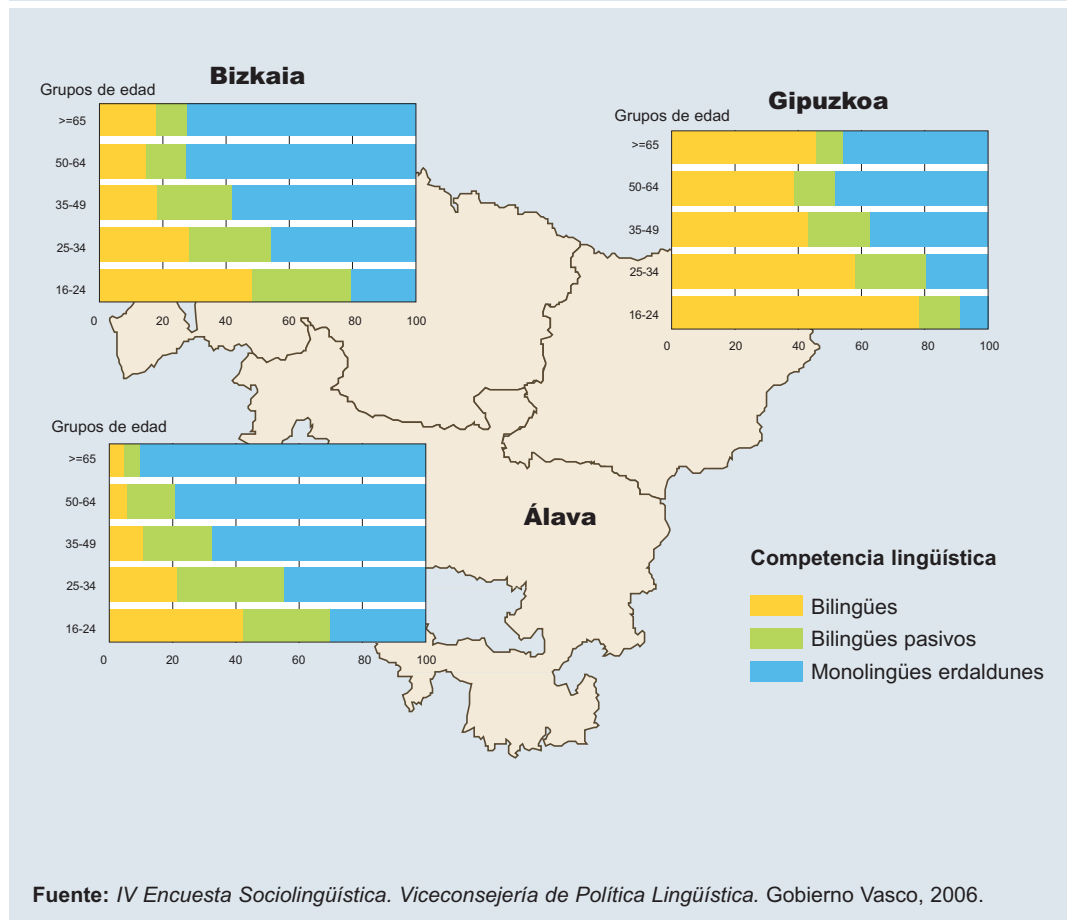 Bizkaia
Grupos de edad
>=65
50-64
35-49
25-34
16-24
0 20 40 60 80 100
Gipuzkoa
Grupos de edad
>=65
50-64
35-49
25-34
16-24
0 20 40 60 80 100
Grupos de edad
>=65
50-64
35-49
25-34
16-24
0 20 40 60 80 100
Álava
Competencia lingüística
Bilingües
Bilingües pasivos
Monolingües erdaldunes
Fuente: IV Encuesta Sociolingüística. Viceconsejería de Política Lingüística. Gobierno Vasco, 2006.